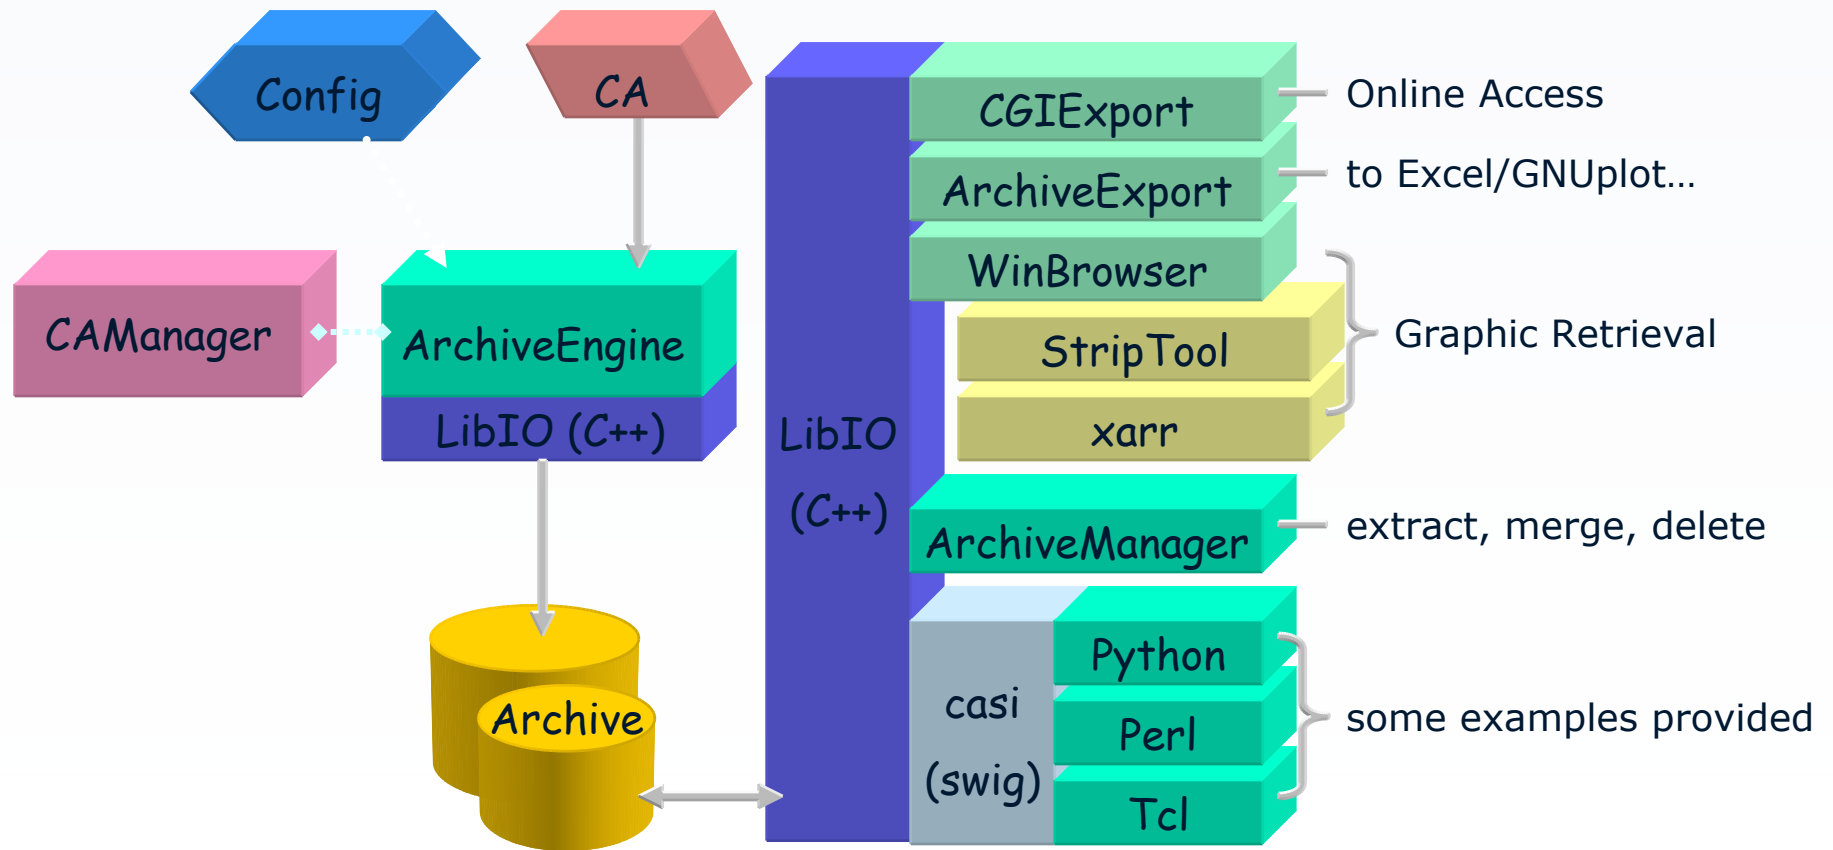 Config
CA
CAManager
ArchiveEngine
LibIO (C++)
Archive
LibIO
(C++)
CGIExport
Online Access
ArchiveExport
to Excel/GNUplot…
WinBrowser
StripTool
xarr
Graphic Retrieval
ArchiveManager
extract, merge, delete
casi
(swig)
Python
Perl
Tcl
some examples provided